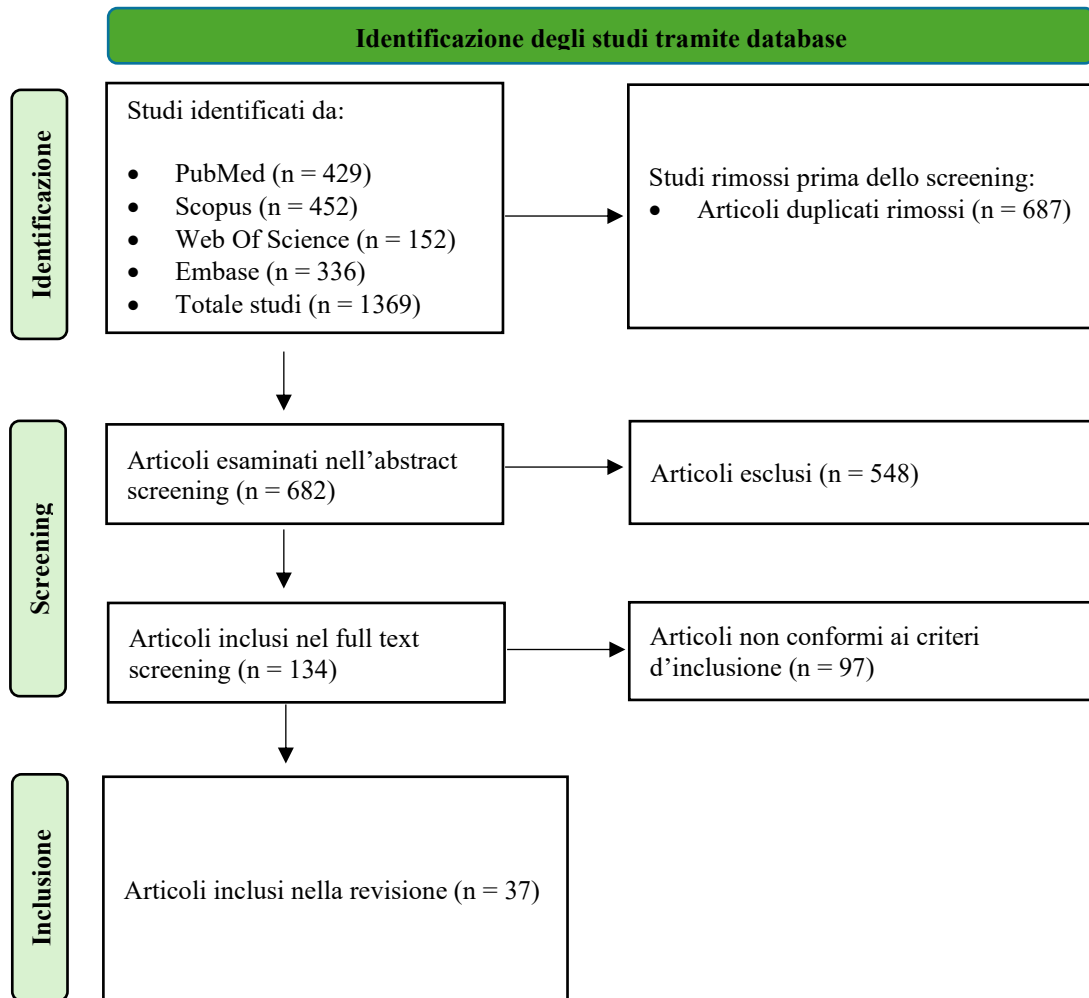 Identificazione degli studi tramite database
Identificazione
Studi identificati da:
• PubMed (n = 429)
• Scopus (n = 452)
• Web Of Science (n = 152)
• Embase (n = 336)
• Totale studi (n = 1369)
Studi rimossi prima dello screening:
• Articoli duplicati rimossi (n = 687)
Screening
Articoli esaminati nell’abstract
screening (n = 682)
Articoli esclusi (n = 548)
Articoli inclusi nel full text
screening (n = 134)
Articoli non conformi ai criteri
d’inclusione (n = 97)
Inclusione
Articoli inclusi nella revisione (n = 37)